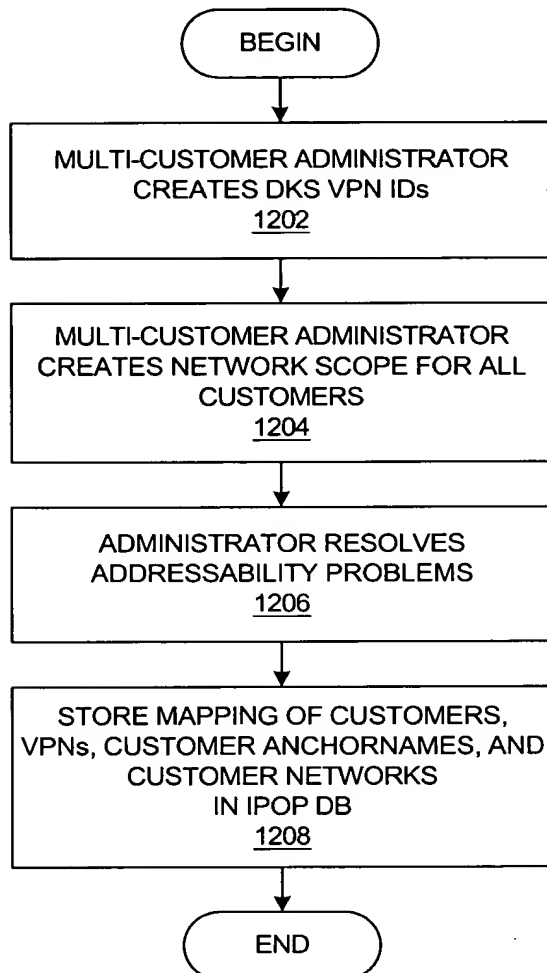 BEGIN
MULTI-CUSTOMER ADMINISTRATOR
CREATES DKS VPN IDs
1202
MULTI-CUSTOMER ADMINISTRATOR
CREATES NETWORK SCOPE FOR ALL
CUSTOMERS
1204
ADMINISTRATOR RESOLVES
ADDRESSABILITY PROBLEMS
1206
STORE MAPPING OF CUSTOMERS,
VPNs, CUSTOMER ANCHORNAMES, AND
CUSTOMER NETWORKS
IN IPOP DB
1208
END